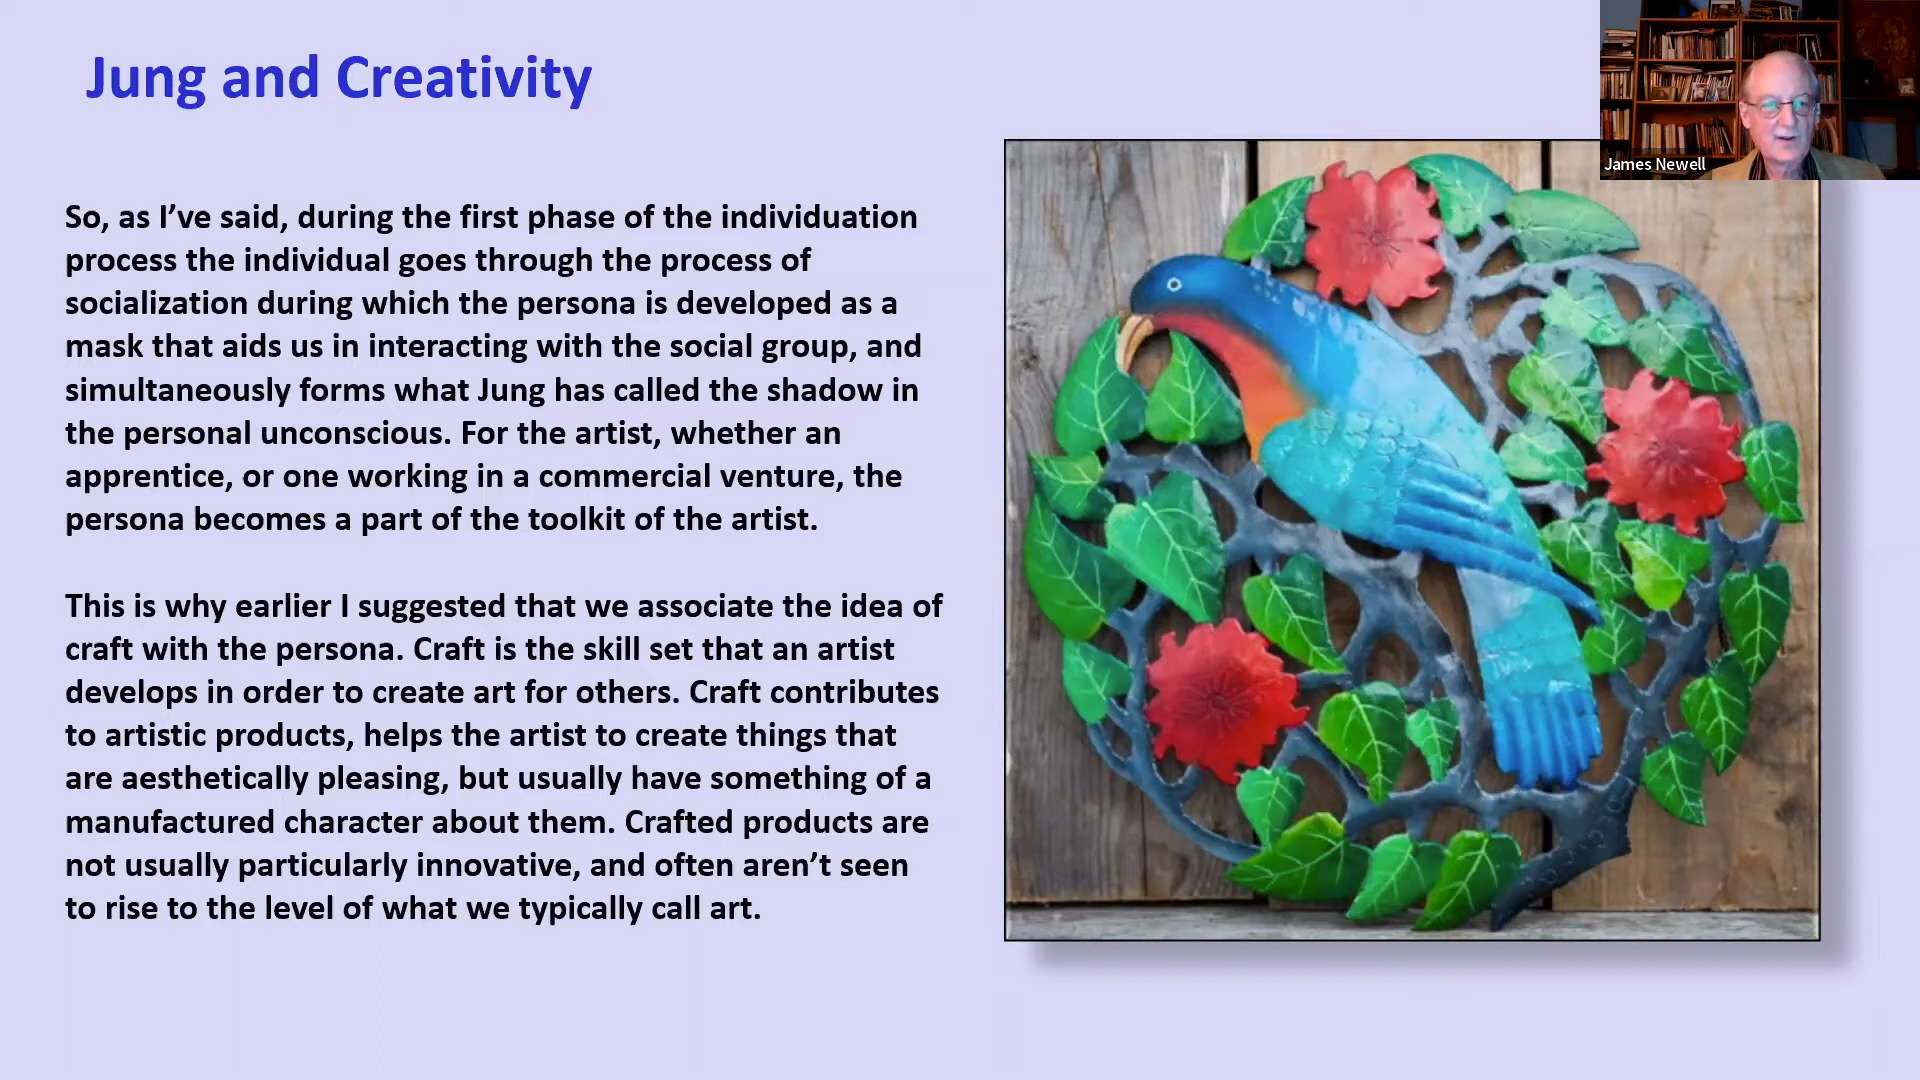 Jung and Creativity
James Newell
So, as I’ve said, during the first phase of the individuation
process the individual goes through the process of
socialization during which the persona is developed as a
mask that aids us in interacting with the social group, and
simultaneously forms what Jung has called the shadow in
the personal unconscious. For the artist, whether an
apprentice, or one working in a commercial venture, the
persona becomes a part of the toolkit of the artist.
This is why earlier I suggested that we associate the idea of
craft with the persona. Craft is the skill set that an artist
develops in order to create art for others. Craft contributes
to artistic products, helps the artist to create things that
are aesthetically pleasing, but usually have something of a
manufactured character about them. Crafted products are
not usually particularly innovative, and often aren’t seen
to rise to the level of what we typically call art.